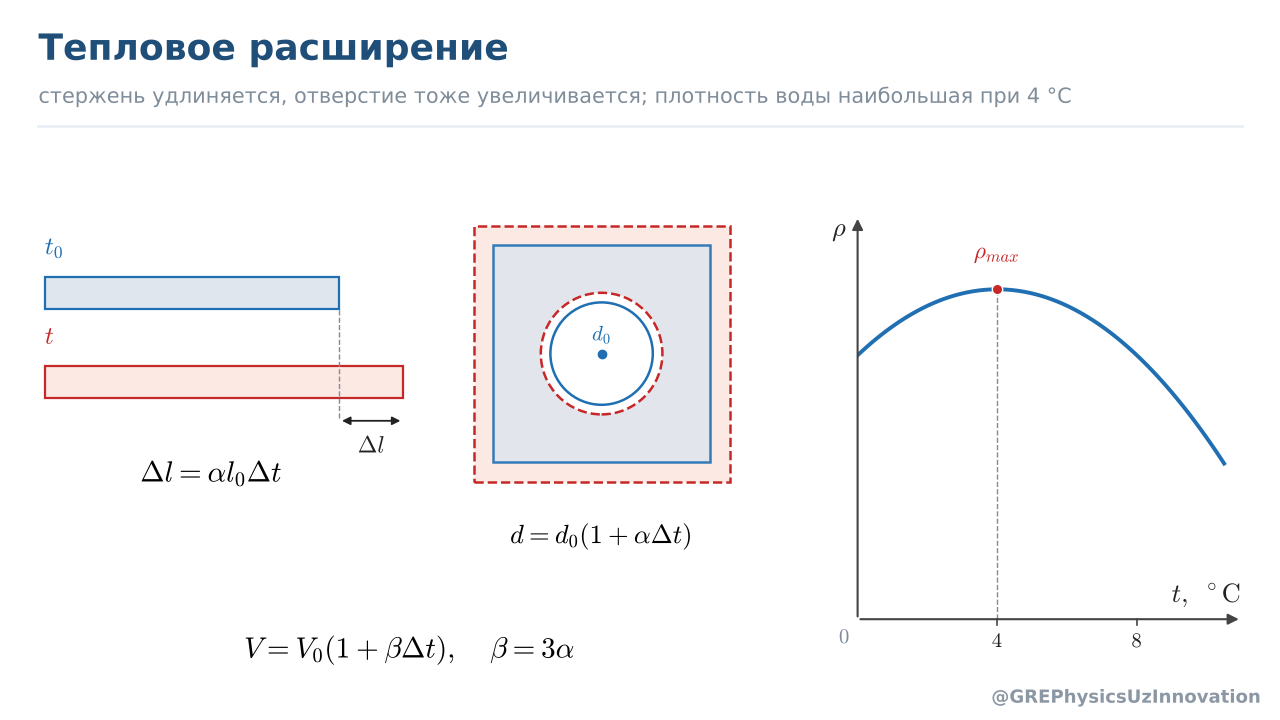 Тепловое расширение
стержень удлиняется, отверстие тоже увеличивается; плотность воды наибольшая при 4 °C
t₀
t
Δl
Δl = αl₀Δt
d₀
d = d₀(1 + αΔt)
V = V₀(1 + βΔt), β = 3α
ρ
ρₘₐₓ
t, °C
0
4
8
@GREPhysicsUzInnovation